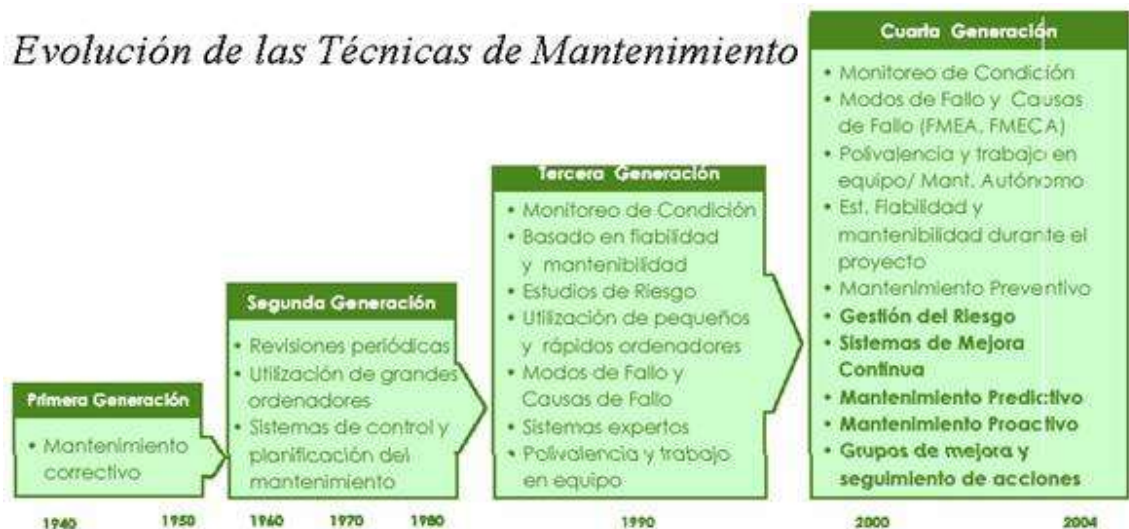 Evolución de las Técnicas de Mantenimiento
Primera Generación
• Mantenimiento
correctivo
Segunda Generación
• Revisiones periódicas
• Utilización de grandes
ordenadores
• Sistemas de control y
planificación del
mantenimiento
Tercera Generación
• Monitoreo de Condición
• Basado en fiabilidad
y mantenibilidad
• Estudios de Riesgo
• Utilización de pequeños
y rápidos ordenadores
• Modos de Fallo y
Causas de Fallo
• Sistemas expertos
• Polivalencia y trabajo
en equipo
Cuarta Generación
• Monitoreo de Condición
• Modos de Fallo y Causas
de Fallo (FMEA, FMECA)
• Polivalencia y trabajo en
equipo/ Mant. Autónomo
• Est. Fiabilidad y
mantenibilidad durante el
proyecto
• Mantenimiento Preventivo
• Gestión del Riesgo
• Sistemas de Mejora
Continua
• Mantenimiento Predictivo
• Mantenimiento Proactivo
• Grupos de mejora y
seguimiento de acciones
1940 1950 1960 1970 1980 1990 2000 2004